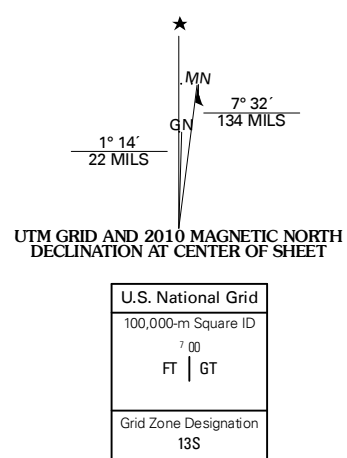 ★
MN
7° 32´
134 MILS
GN
1° 14´
22 MILS
UTM GRID AND 2010 MAGNETIC NORTH
DECLINATION AT CENTER OF SHEET
U.S. National Grid
100,000-m Square ID
7 00
FT | GT
Grid Zone Designation
13S